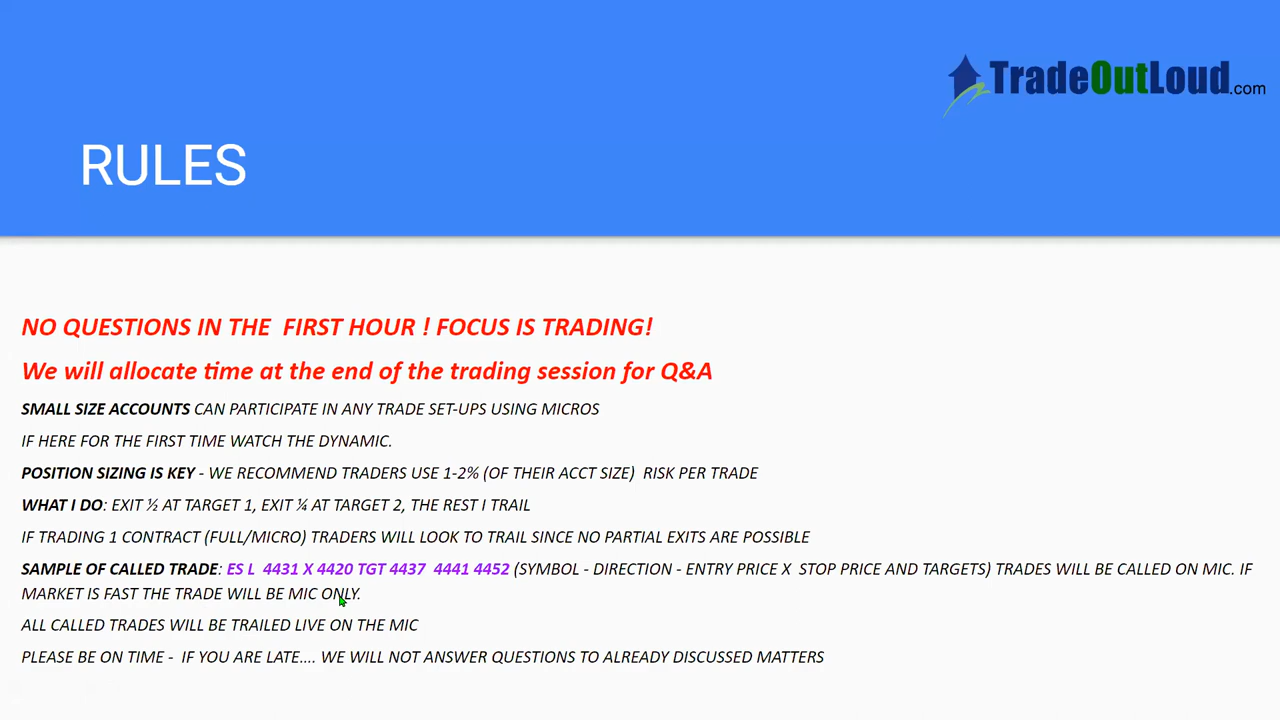 TradeOutLoud.com
RULES
NO QUESTIONS IN THE FIRST HOUR ! FOCUS IS TRADING!
We will allocate time at the end of the trading session for Q&A
SMALL SIZE ACCOUNTS CAN PARTICIPATE IN ANY TRADE SET-UPS USING MICROS
IF HERE FOR THE FIRST TIME WATCH THE DYNAMIC.
POSITION SIZING IS KEY - WE RECOMMEND TRADERS USE 1-2% (OF THEIR ACCT SIZE) RISK PER TRADE
WHAT I DO: EXIT ½ AT TARGET 1, EXIT ¼ AT TARGET 2, THE REST I TRAIL
IF TRADING 1 CONTRACT (FULL/MICRO) TRADERS WILL LOOK TO TRAIL SINCE NO PARTIAL EXITS ARE POSSIBLE
SAMPLE OF CALLED TRADE: ES L 4431 X 4420 TGT 4437 4441 4452 (SYMBOL - DIRECTION - ENTRY PRICE X STOP PRICE AND TARGETS) TRADES WILL BE CALLED ON MIC. IF
MARKET IS FAST THE TRADE WILL BE MIC ONLY.
ALL CALLED TRADES WILL BE TRAILED LIVE ON THE MIC
PLEASE BE ON TIME - IF YOU ARE LATE.... WE WILL NOT ANSWER QUESTIONS TO ALREADY DISCUSSED MATTERS